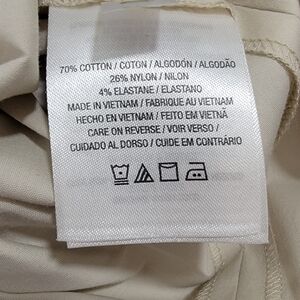 70% COTTON / COTON / ALGODÓN / ALGODÃO
26% NYLON / NILON
4% ELASTANE / ELASTANO
MADE IN VIETNAM / FABRIQUE AU VIETNAM
HECHO EN VIETNAM / FEITO EM VIETNÃ
CARE ON REVERSE / VOIR VERSO /
CUIDADO AL DORSO / CUIDE EM CONTRÁRIO